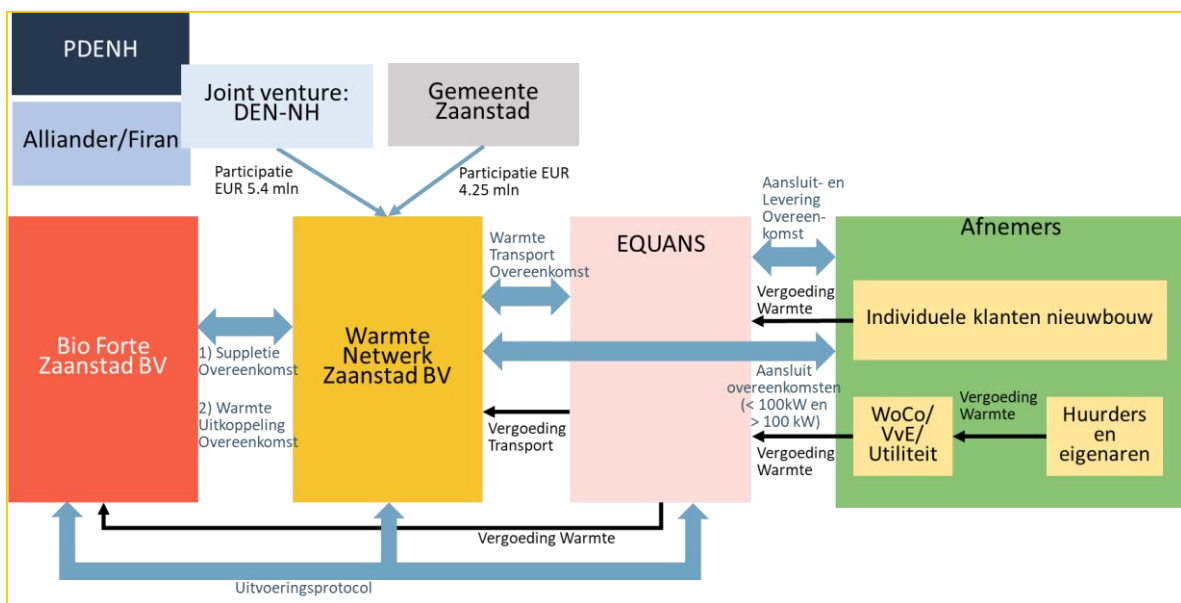 PDENH
Alliander/Firan
Joint venture:
DEN-NH
Gemeente
Zaanstad
Participatie
EUR 5.4 mln
Participatie EUR
4.25 mln
Bio Forte
Zaanstad BV
1) Suppletie
Overeenkomst
2) Warmte
Uitkoppeling
Overeenkomst
Warmte
Netwerk
Zaanstad BV
Warmte
Transport
Overeenkomst
Vergoeding
Transport
EQUANS
Aansluit- en
Levering
Overeen-
komst
Vergoeding
Warmte
Aansluit
overeenkomsten
(< 100kW en
> 100 kW)
Vergoeding
Warmte
Afnemers
Individuele klanten nieuwbouw
WoCo/
VvE/
Utiliteit
Vergoeding
Warmte
Huurders
en
eigenaren
Vergoeding Warmte
Uitvoeringsprotocol